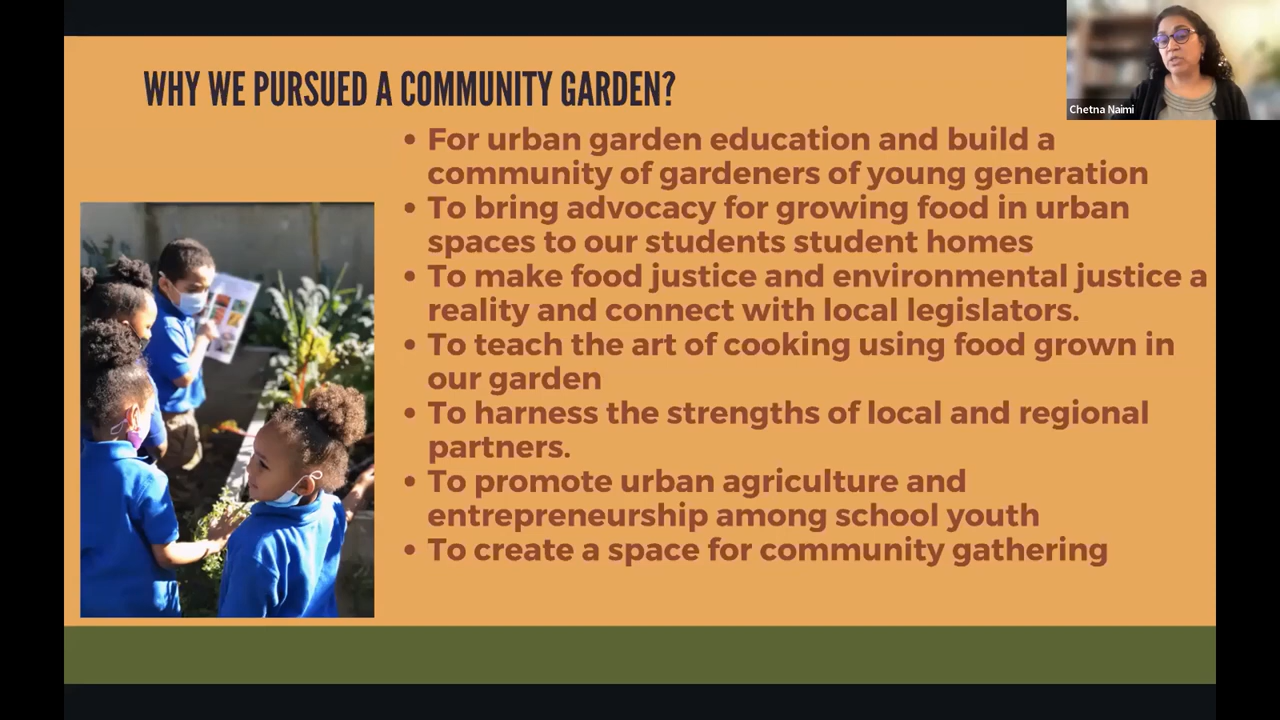 WHY WE PURSUED A COMMUNITY GARDEN?
Chetna Naimi
• For urban garden education and build a
community of gardeners of young generation
• To bring advocacy for growing food in urban
spaces to our students student homes
• To make food justice and environmental justice a
reality and connect with local legislators.
• To teach the art of cooking using food grown in
our garden
• To harness the strengths of local and regional
partners.
• To promote urban agriculture and
entrepreneurship among school youth
• To create a space for community gathering